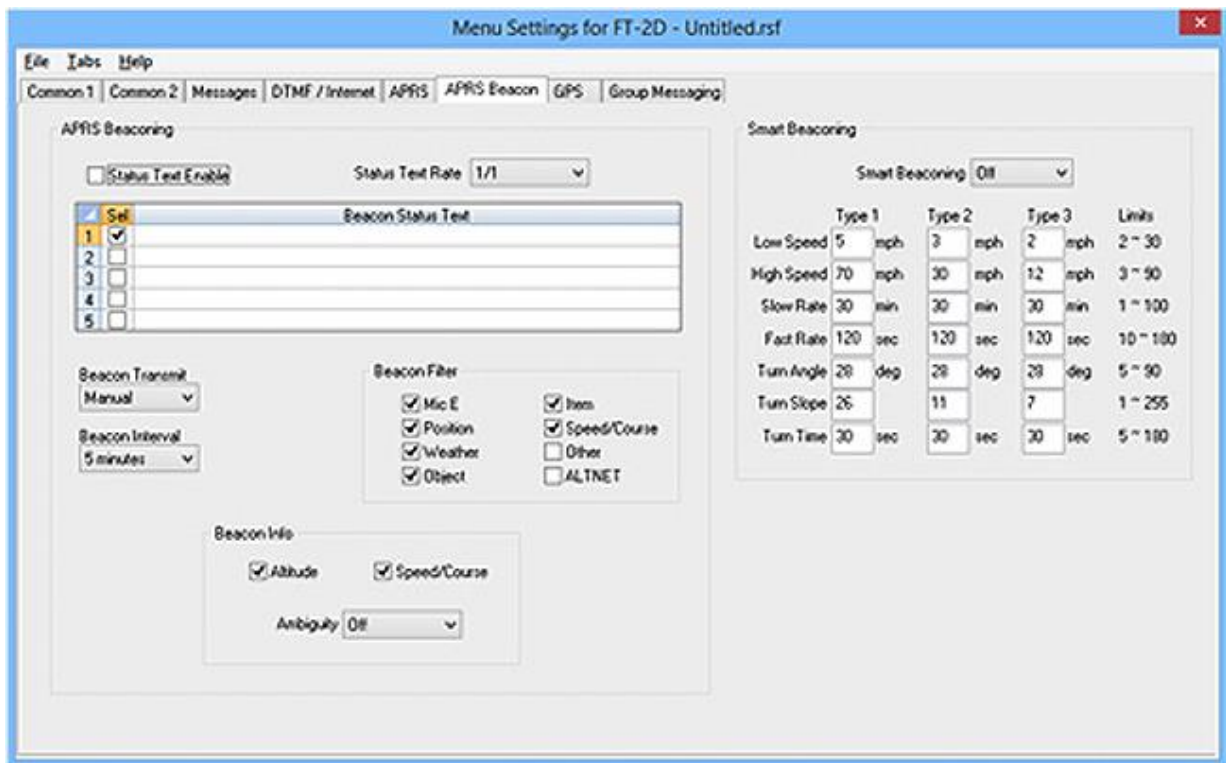 Menu Settings for FT-2D - Untitled.rsf
File Tabs Help
Common 1 Common 2 Messages DTMF / Internet APRS APRS Beacon GPS Group Messaging
APRS Beaconing
Status Text Enable
Status Text Rate 1/1
Sel Beacon Status Text
1
2
3
4
5
Beacon Transmit
Manual
Beacon Interval
5 minutes
Beacon Filter
Mic E Item
Position Speed/Course
Weather Other
Object ALTNET
Beacon Info
Altitude Speed/Course
Ambiguity Off
Smart Beaconing
Smart Beaconing Off
Type 1 Type 2 Type 3 Limits
Low Speed 5 mph 3 mph 2 mph 2 ~ 30
High Speed 70 mph 30 mph 12 mph 3 ~ 90
Slow Rate 30 min 30 min 30 min 1 ~ 100
Fast Rate 120 sec 120 sec 120 sec 10 ~ 180
Turn Angle 28 deg 28 deg 28 deg 5 ~ 90
Turn Slope 26 11 7 1 ~ 255
Turn Time 30 sec 30 sec 30 sec 5 ~ 180